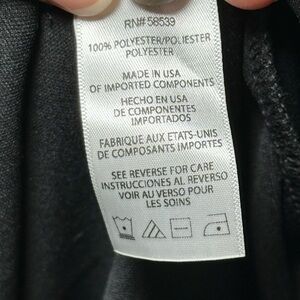 RN# 58539
100% POLYESTER/POLIESTER
POLYESTER
MADE IN USA
OF IMPORTED COMPONENTS
HECHO EN USA
DE COMPONENTES
IMPORTADOS
FABRIQUE AUX ETATS-UNIS
DE COMPOSANTS IMPORTES
SEE REVERSE FOR CARE
INSTRUCCIONES AL REVERSO
VOIR AU VERSO POUR
LES SOINS